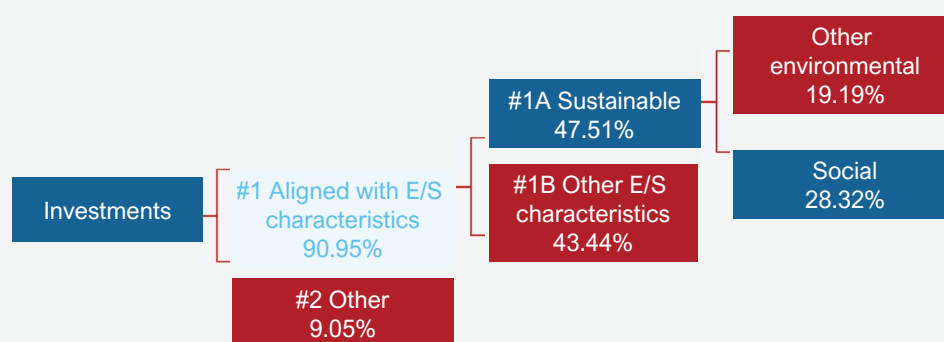 Investments
#1 Aligned with E/S
characteristics
90.95%
#2 Other
9.05%
#1A Sustainable
47.51%
#1B Other E/S
characteristics
43.44%
Other
environmental
19.19%
Social
28.32%